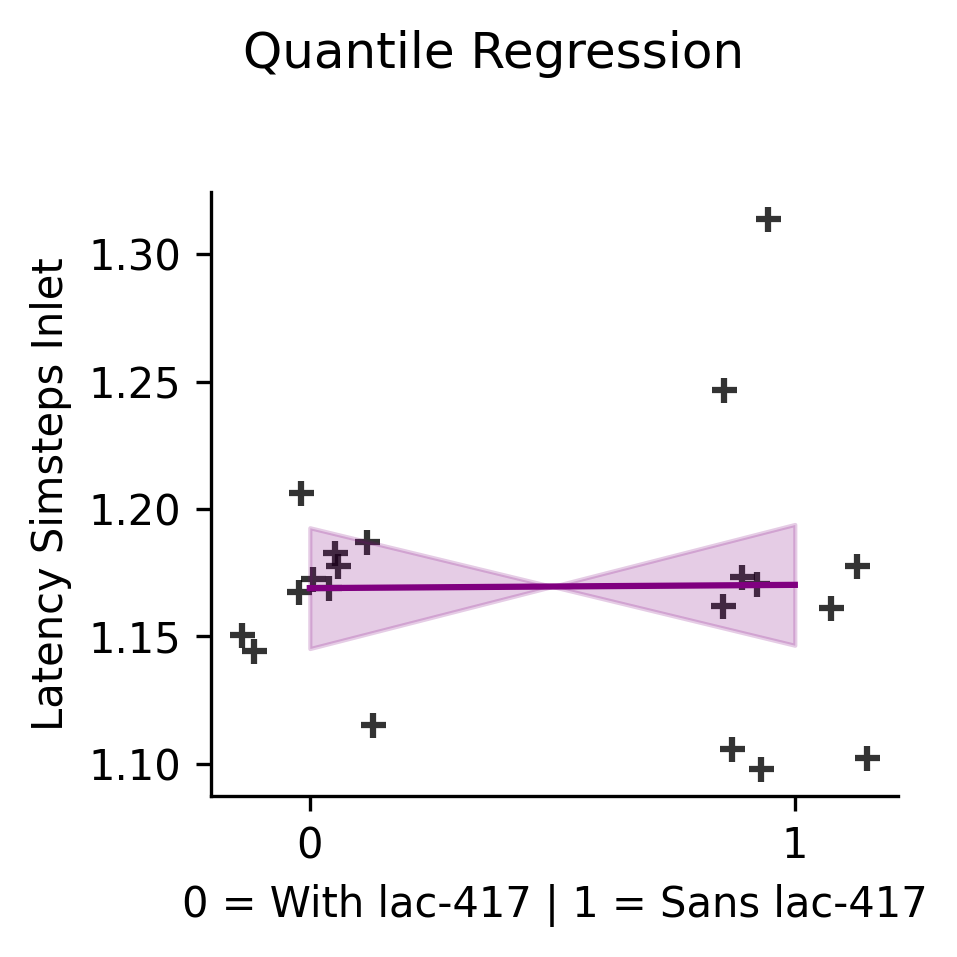 Quantile Regression
Latency Simsteps Inlet
1.30
1.25
1.20
1.15
1.10
0
1
0 = With lac-417 | 1 = Sans lac-417